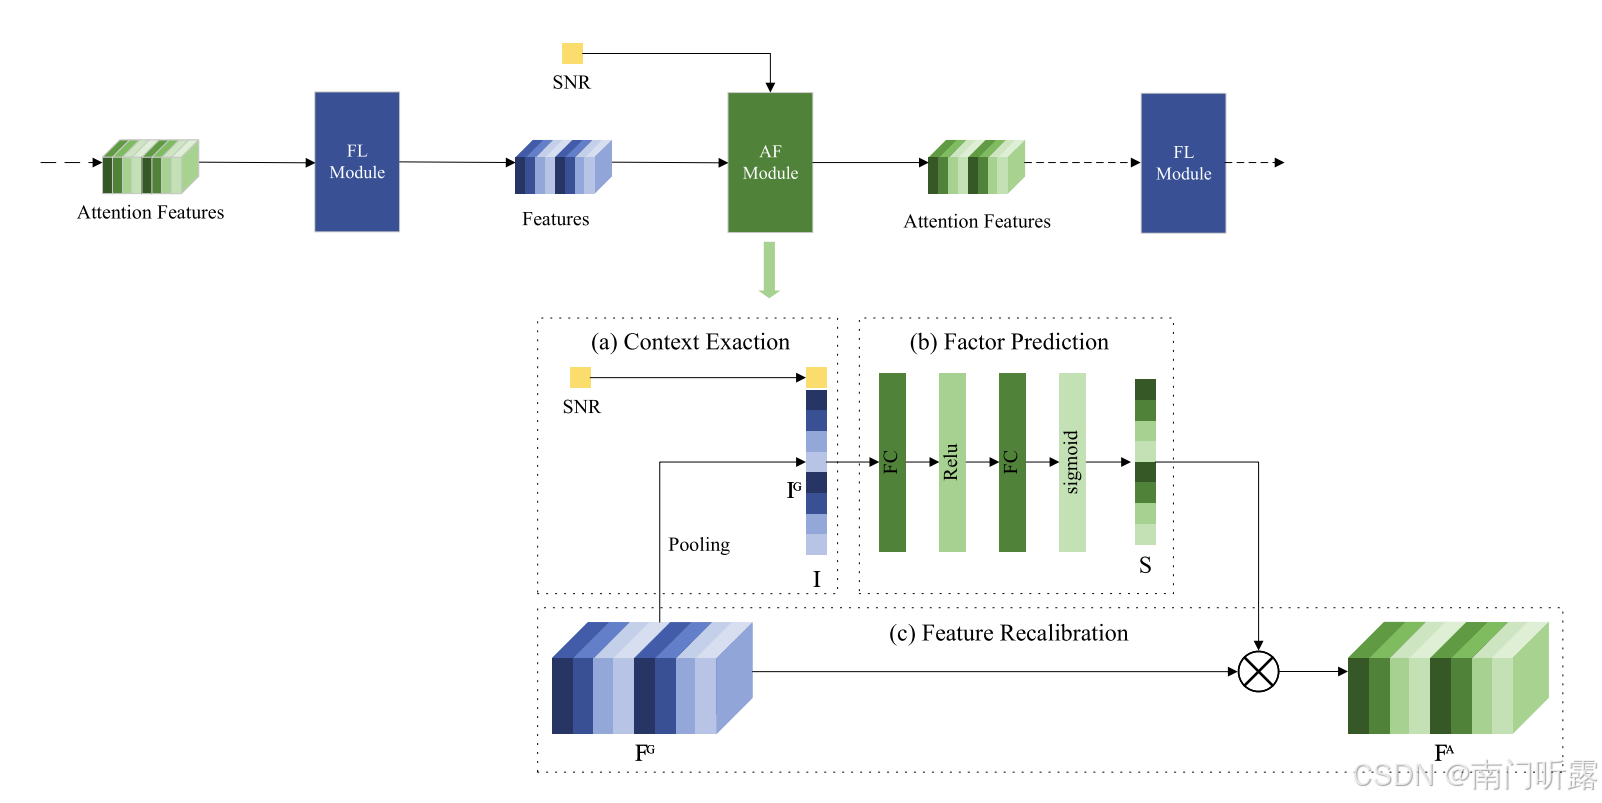 SNR
FL
Module
AF
Module
FL
Module
Attention Features
Features
Attention Features
(a) Context Exaction
(b) Factor Prediction
SNR
FC
Relu
FC
sigmoid
I^G
Pooling
I
S
(c) Feature Recalibration
F^G
F^A
CSDN @南门听露